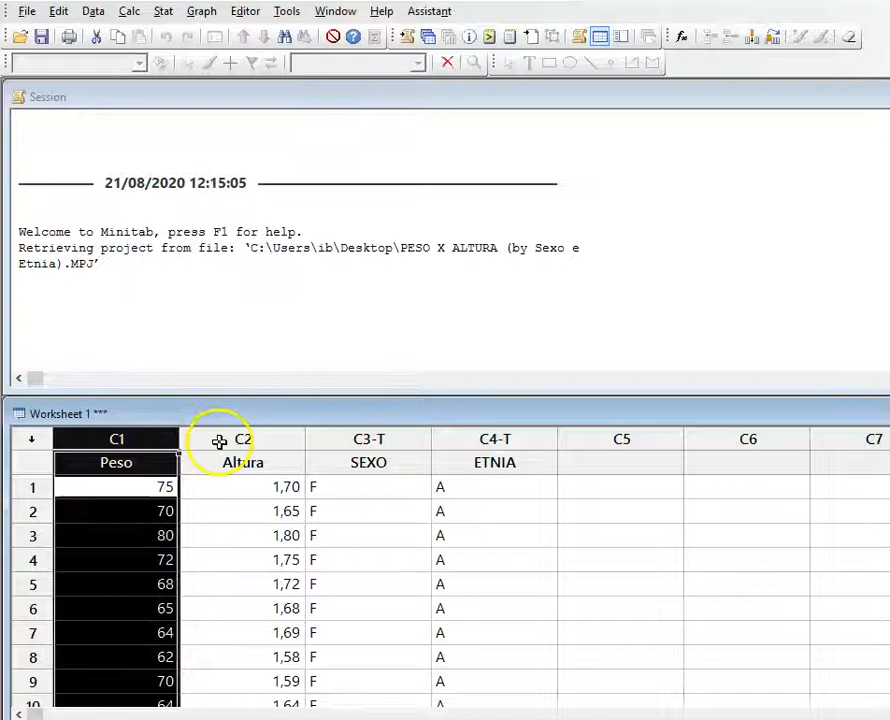 File Edit Data Calc Stat Graph Editor Tools Window Help Assistant
Session
21/08/2020 12:15:05
Welcome to Minitab, press F1 for help.
Retrieving project from file: ‘C:\Users\ib\Desktop\PESO X ALTURA (by Sexo e
Etnia).MPJ’
Worksheet 1 ***
C1 C2 C3-T C4-T C5 C6 C7
Peso Altura SEXO ETNIA
1 75 1,70 F A
2 70 1,65 F A
3 80 1,80 F A
4 72 1,75 F A
5 68 1,72 F A
6 65 1,68 F A
7 64 1,69 F A
8 62 1,58 F A
9 70 1,59 F A
10 64 1,64 F A